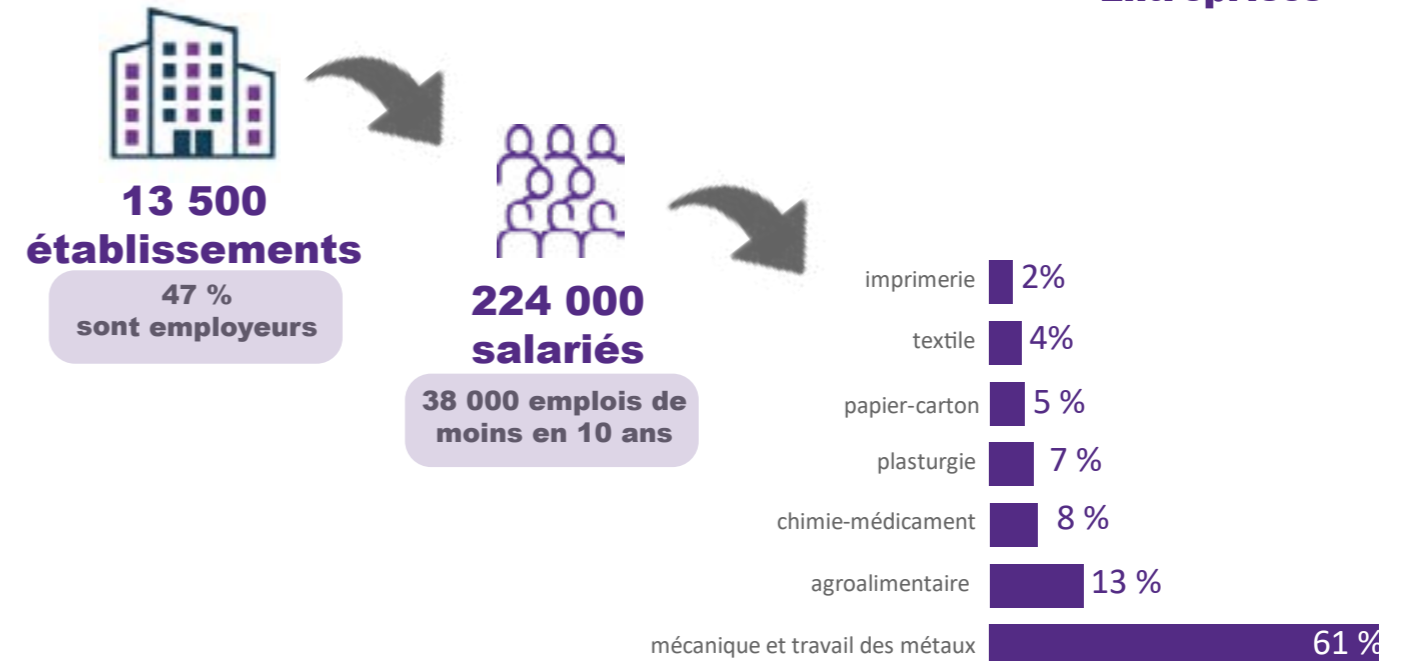 Entreprises
13 500
établissements
47 %
sont employeurs
224 000
salariés
38 000 emplois de
moins en 10 ans
imprimerie 2%
textile 4%
papier-carton 5 %
plasturgie 7 %
chimie-médicament 8 %
agroalimentaire 13 %
mécanique et travail des métaux 61 %